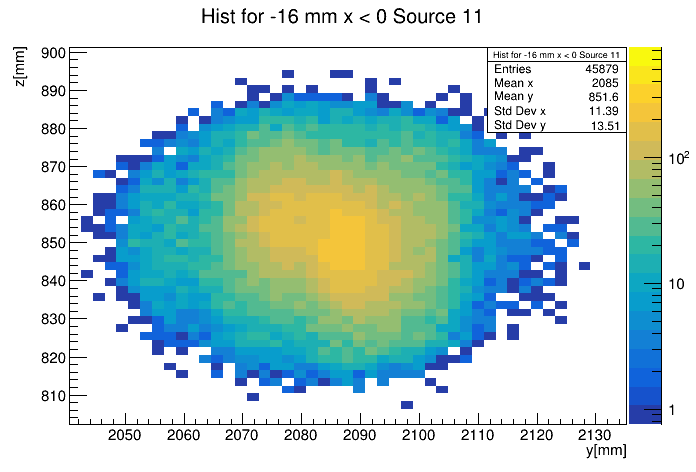 Hist for -16 mm x < 0 Source 11
z[mm]
Hist for -16 mm x < 0 Source 11
Entries 45879
Mean x 2085
Mean y 851.6
Std Dev x 11.39
Std Dev y 13.51
900
890
880
870
860
850
840
830
820
810
2050 2060 2070 2080 2090 2100 2110 2120 2130
y[mm]
10²
10
1